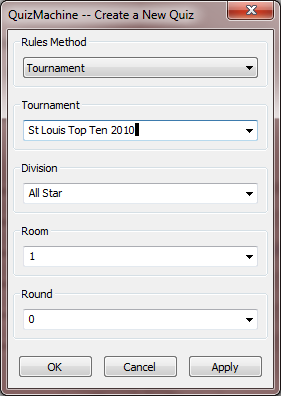 QuizMachine -- Create a New Quiz
Rules Method
Tournament
Tournament
St Louis Top Ten 2010
Division
All Star
Room
1
Round
0
OK Cancel Apply